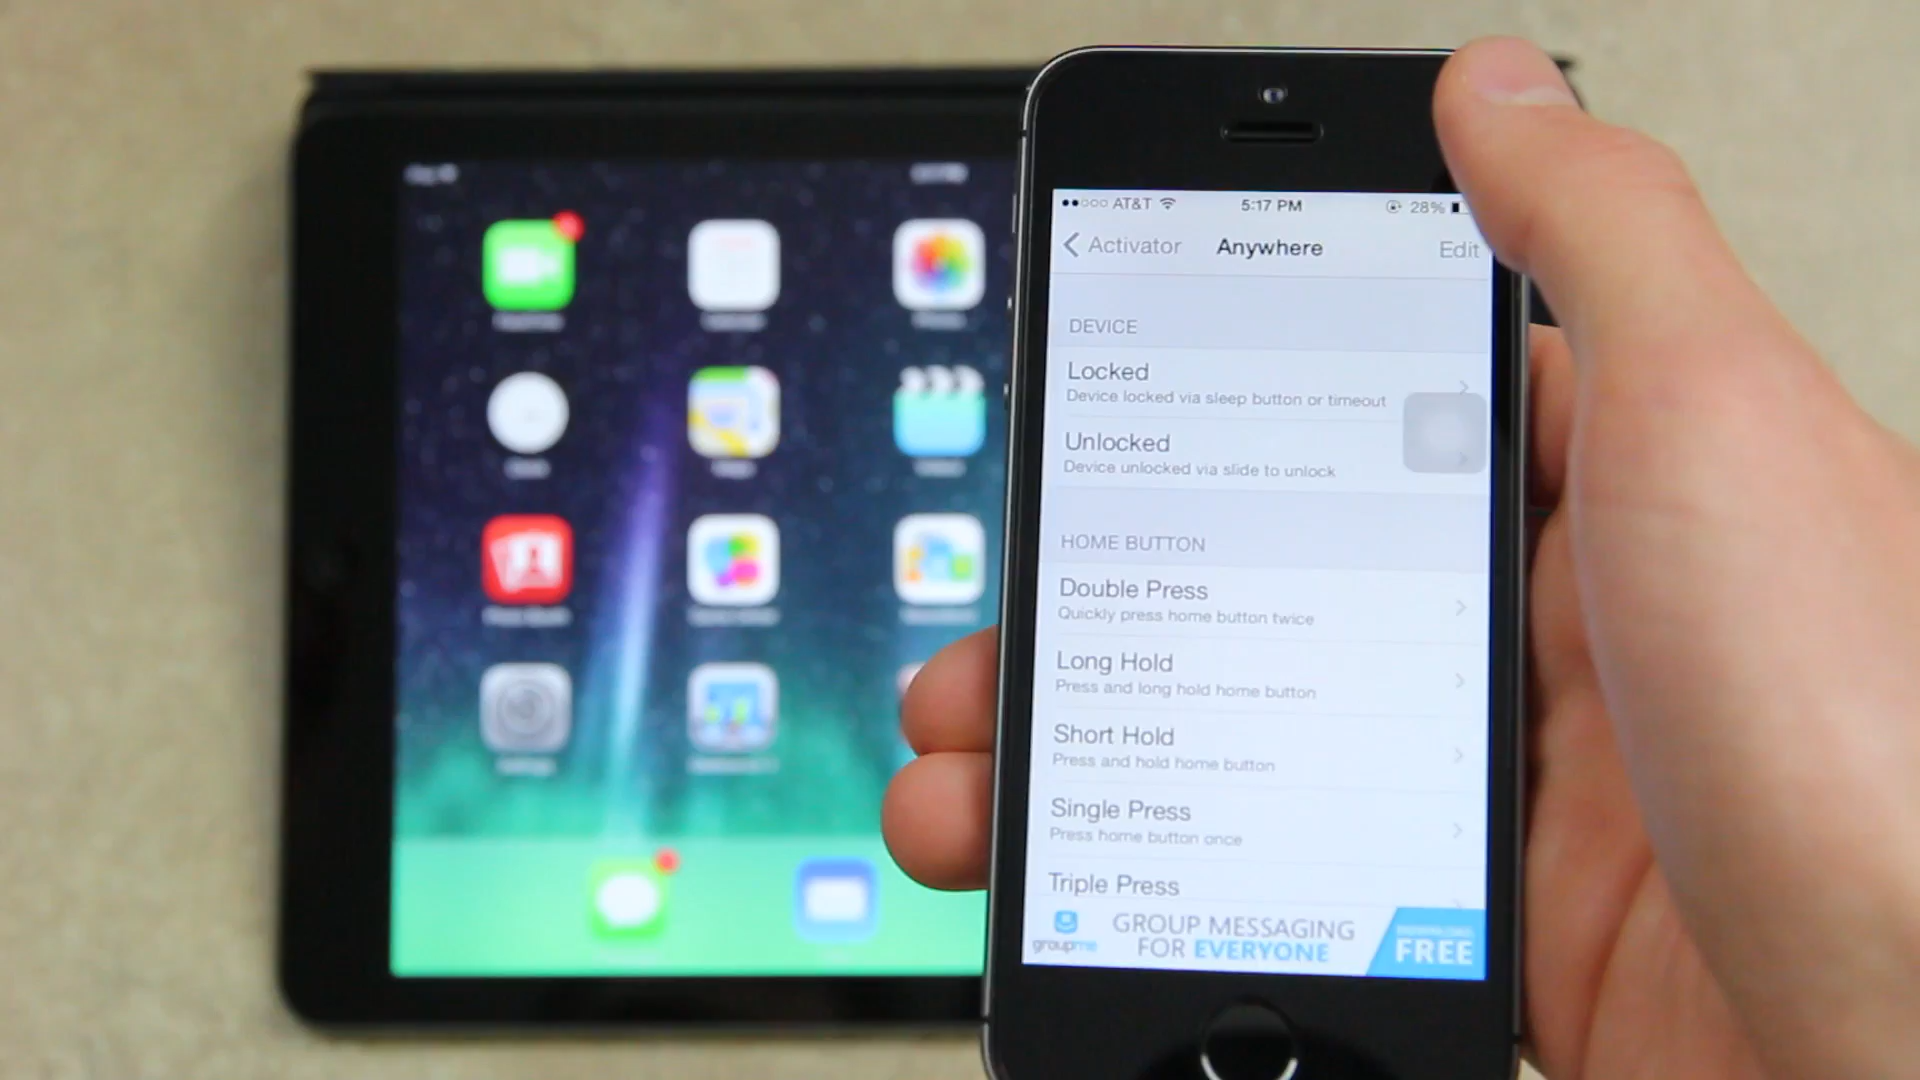 AT&T 5:17 PM 28%
Activator Anywhere Edit
DEVICE
Locked
Device locked via sleep button or timeout
Unlocked
Device unlocked via slide to unlock
HOME BUTTON
Double Press
Quickly press home button twice
Long Hold
Press and long hold home button
Short Hold
Press and hold home button
Single Press
Press home button once
Triple Press
groupme
GROUP MESSAGING
FOR EVERYONE
DOWNLOAD
FREE